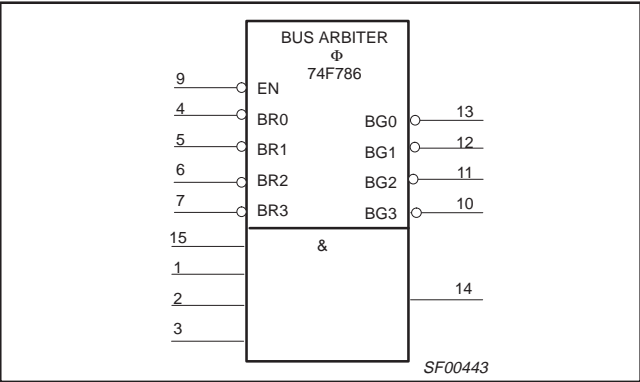 BUS ARBITER
Φ
74F786
9 EN
4 BR0 BG0 13
5 BR1 BG1 12
6 BR2 BG2 11
7 BR3 BG3 10
15 &
1
2 14
3
SF00443